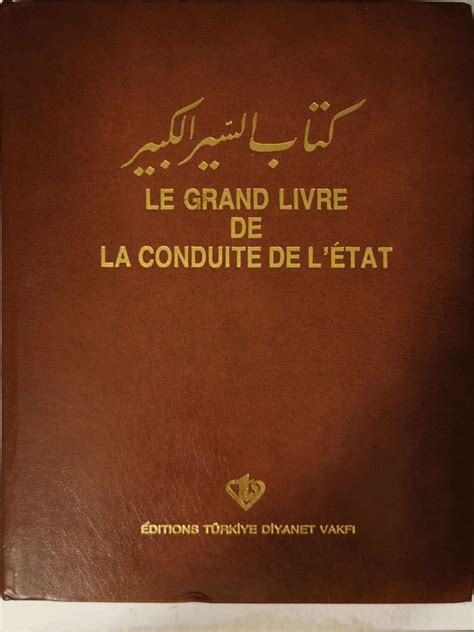 كتاب السير الكبير
LE GRAND LIVRE
DE
LA CONDUITE DE L'ÉTAT
ÉDITIONS TÜRKİYE DİYANET VAKFI